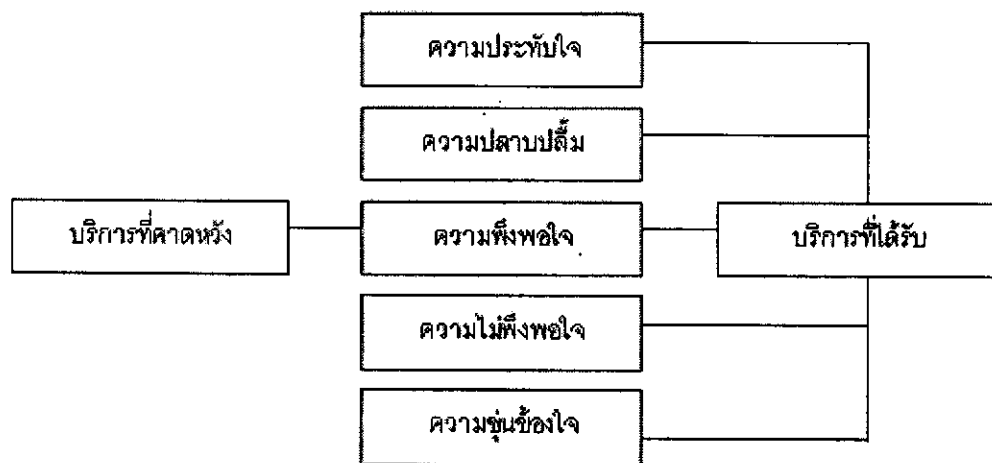 ความประทับใจ
ความปลาบปลื้ม
บริการที่คาดหวัง
ความพึงพอใจ
บริการที่ได้รับ
ความไม่พึงพอใจ
ความขุ่นข้องใจ